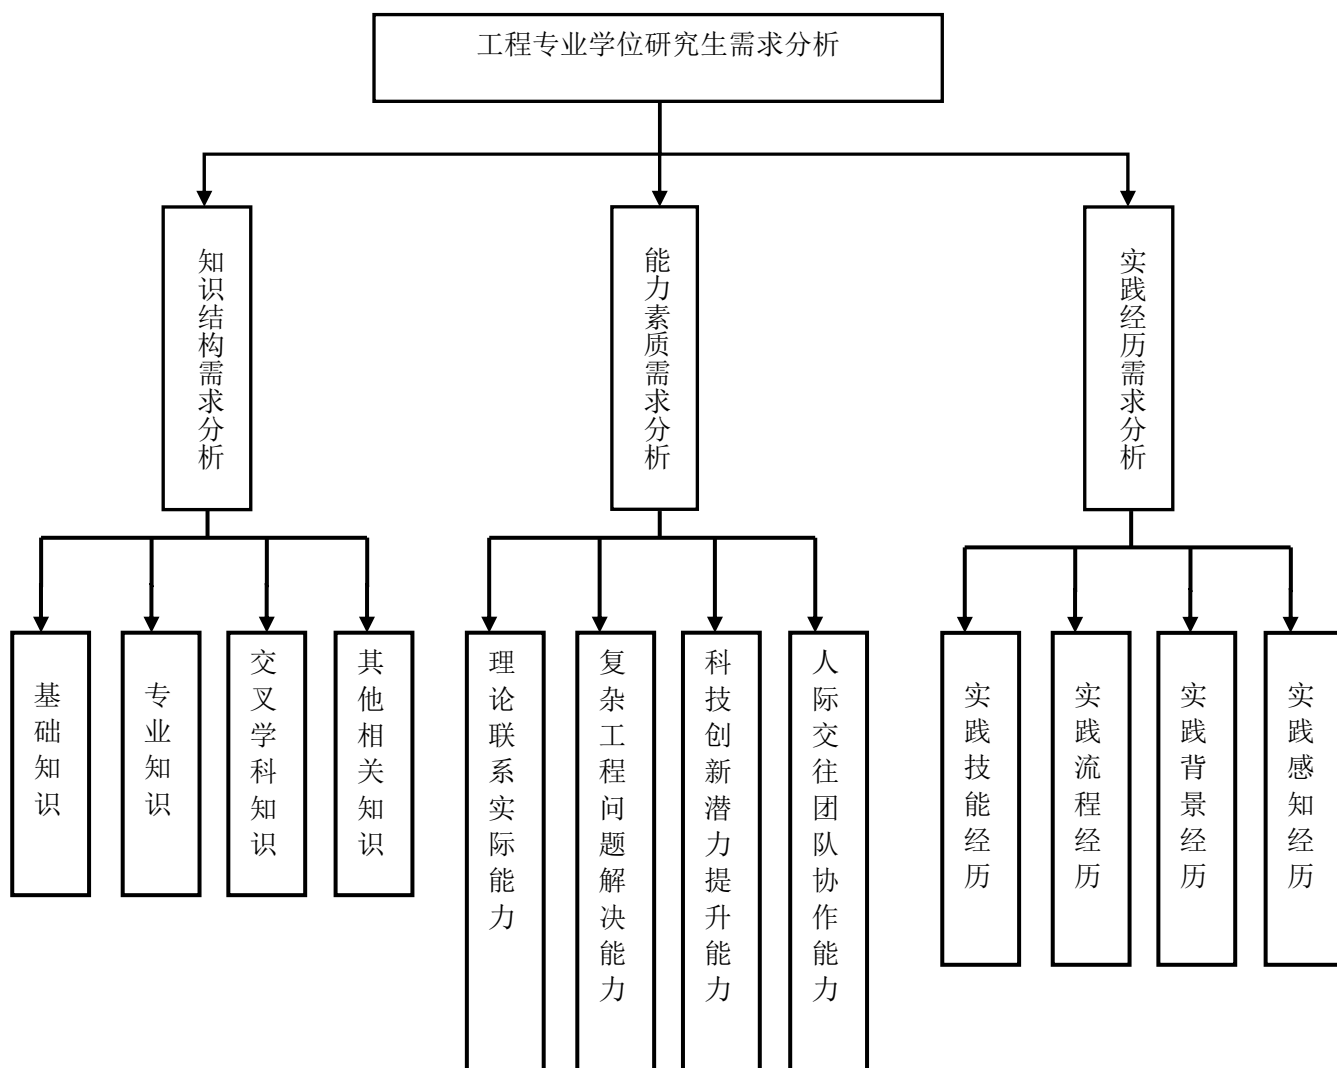 工程专业学位研究生需求分析
知识结构需求分析
能力素质需求分析
实践经历需求分析
基础知识
专业知识
交叉学科知识
其他相关知识
理论联系实际能力
复杂工程问题解决能力
科技创新潜力提升能力
人际交往团队协作能力
实践技能经历
实践流程经历
实践背景经历
实践感知经历